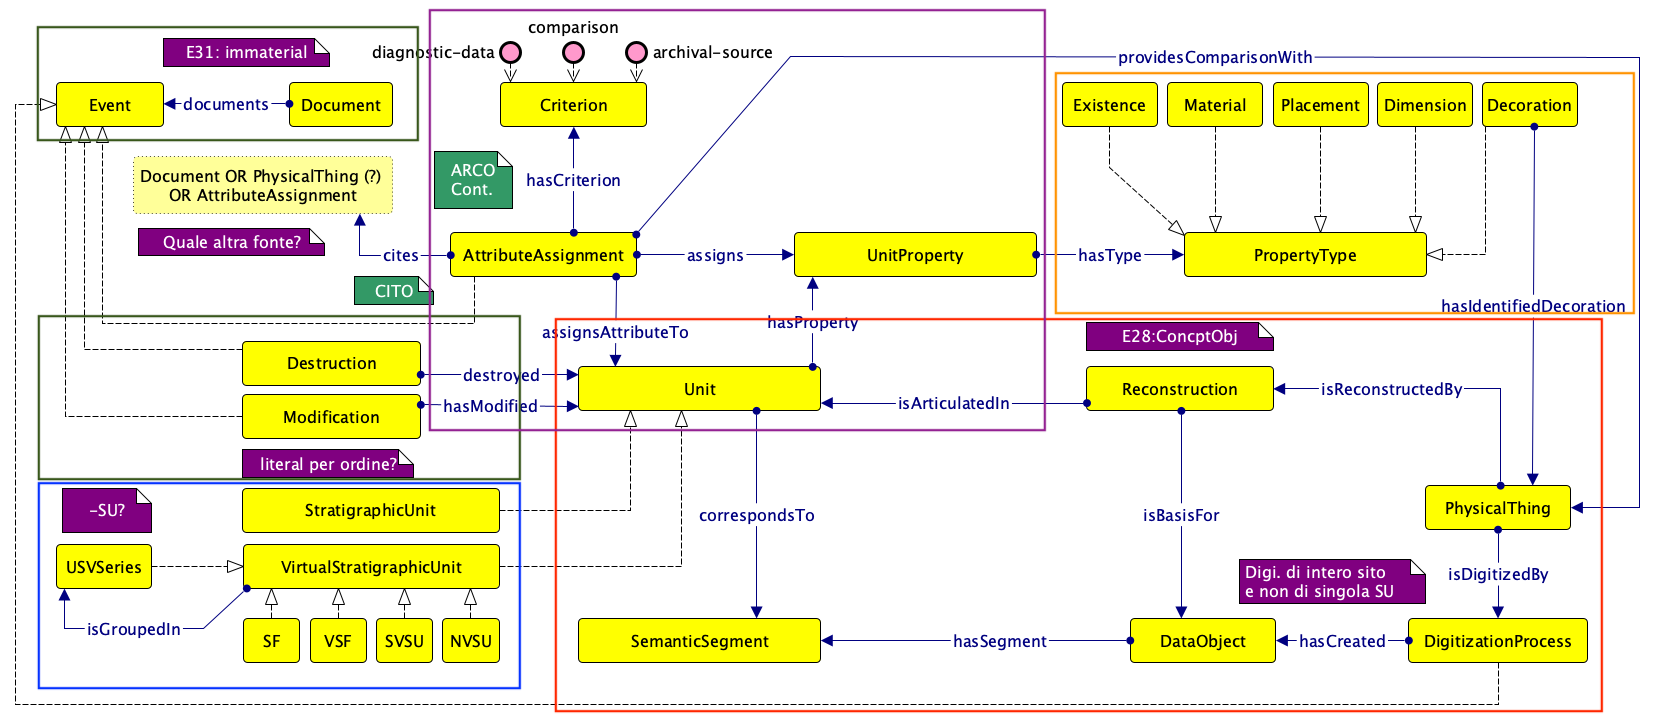 comparison
diagnostic-data
archival-source
E31: immaterial
providesComparisonWith
Event
documents
Document
Criterion
Existence
Material
Placement
Dimension
Decoration
Document OR PhysicalThing (?)
OR AttributeAssignment
ARCO
Cont.
hasCriterion
Quale altra fonte?
cites
AttributeAssignment
assigns
UnitProperty
hasType
PropertyType
CITO
hasIdentifiedDecoration
assignsAttributeTo
hasProperty
E28:ConcptObj
Destruction
destroyed
Unit
Reconstruction
isReconstructedBy
Modification
hasModified
isArticulatedIn
literal per ordine?
-SU?
StratigraphicUnit
correspondsTo
isBasisFor
PhysicalThing
USVSeries
VirtualStratigraphicUnit
Digi. di intero sito
e non di singola SU
isDigitizedBy
isGroupedIn
SF
VSF
SVSU
NVSU
SemanticSegment
hasSegment
DataObject
hasCreated
DigitizationProcess